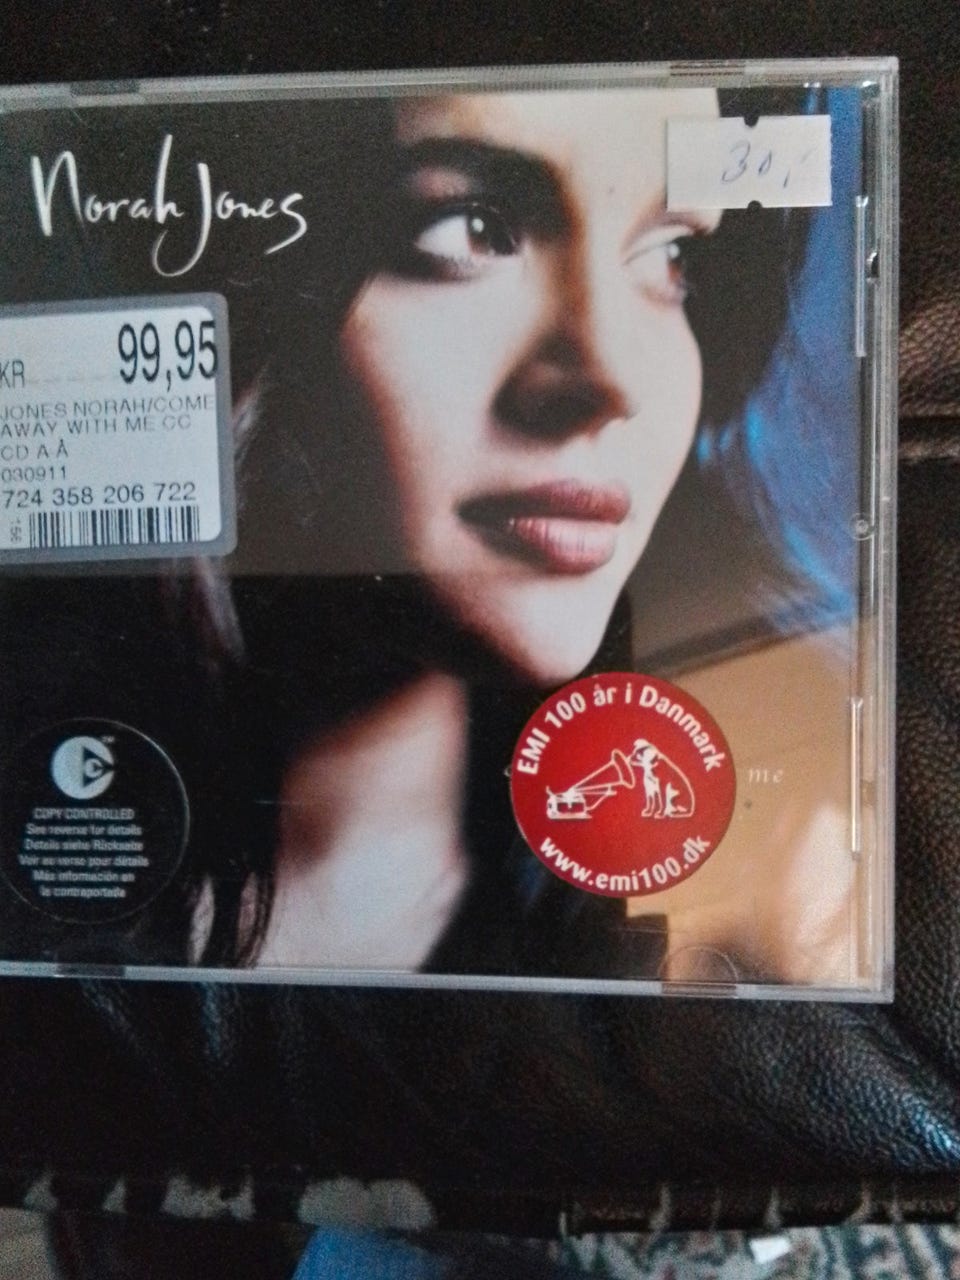 Norah Jones
30,-
KR 99,95
JONES NORAH/COME
AWAY WITH ME CC
CD A Å
030911
724 358 206 722
156
EMI 100 år i Danmark
www.emi100.dk
me
COPY CONTROLLED
See reverse for details
Details siehe Rückseite
Voir au verso pour détails
Más información en
la contraportada